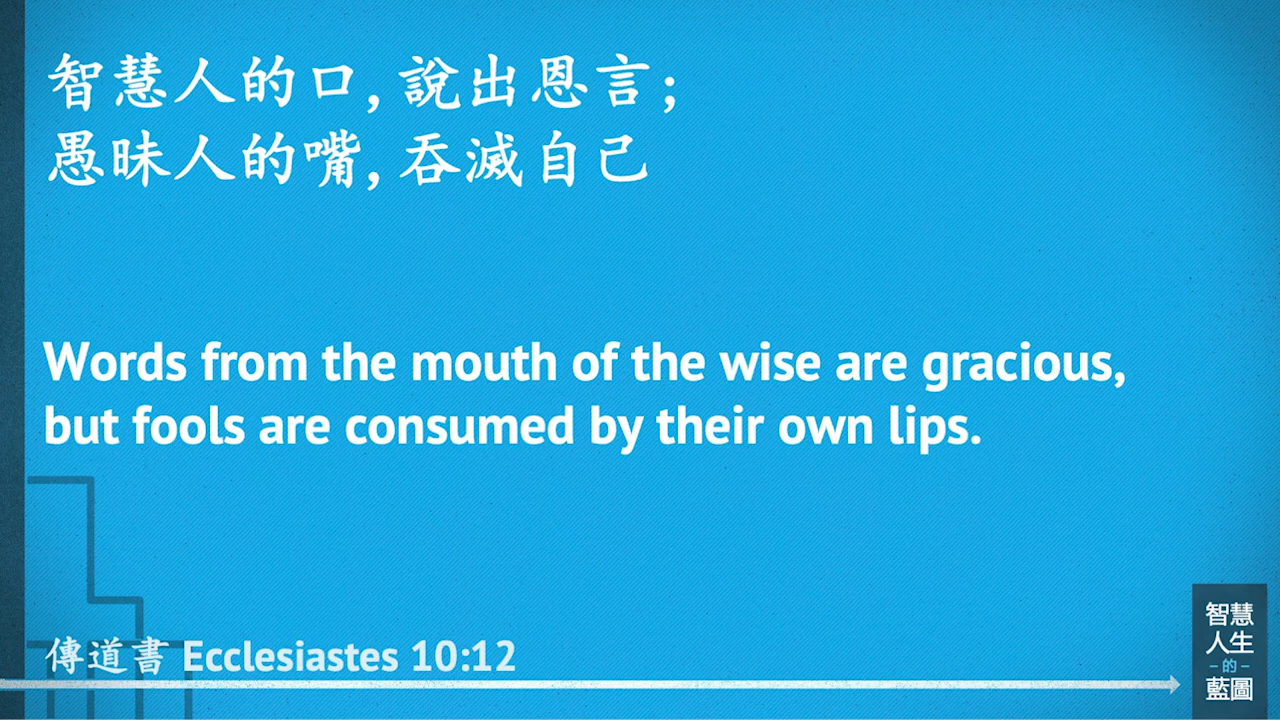 智慧人的口,說出恩言;
愚昧人的嘴,吞滅自己
Words from the mouth of the wise are gracious,
but fools are consumed by their own lips.
傳道書 Ecclesiastes 10:12
智慧
人生
–的–
藍圖